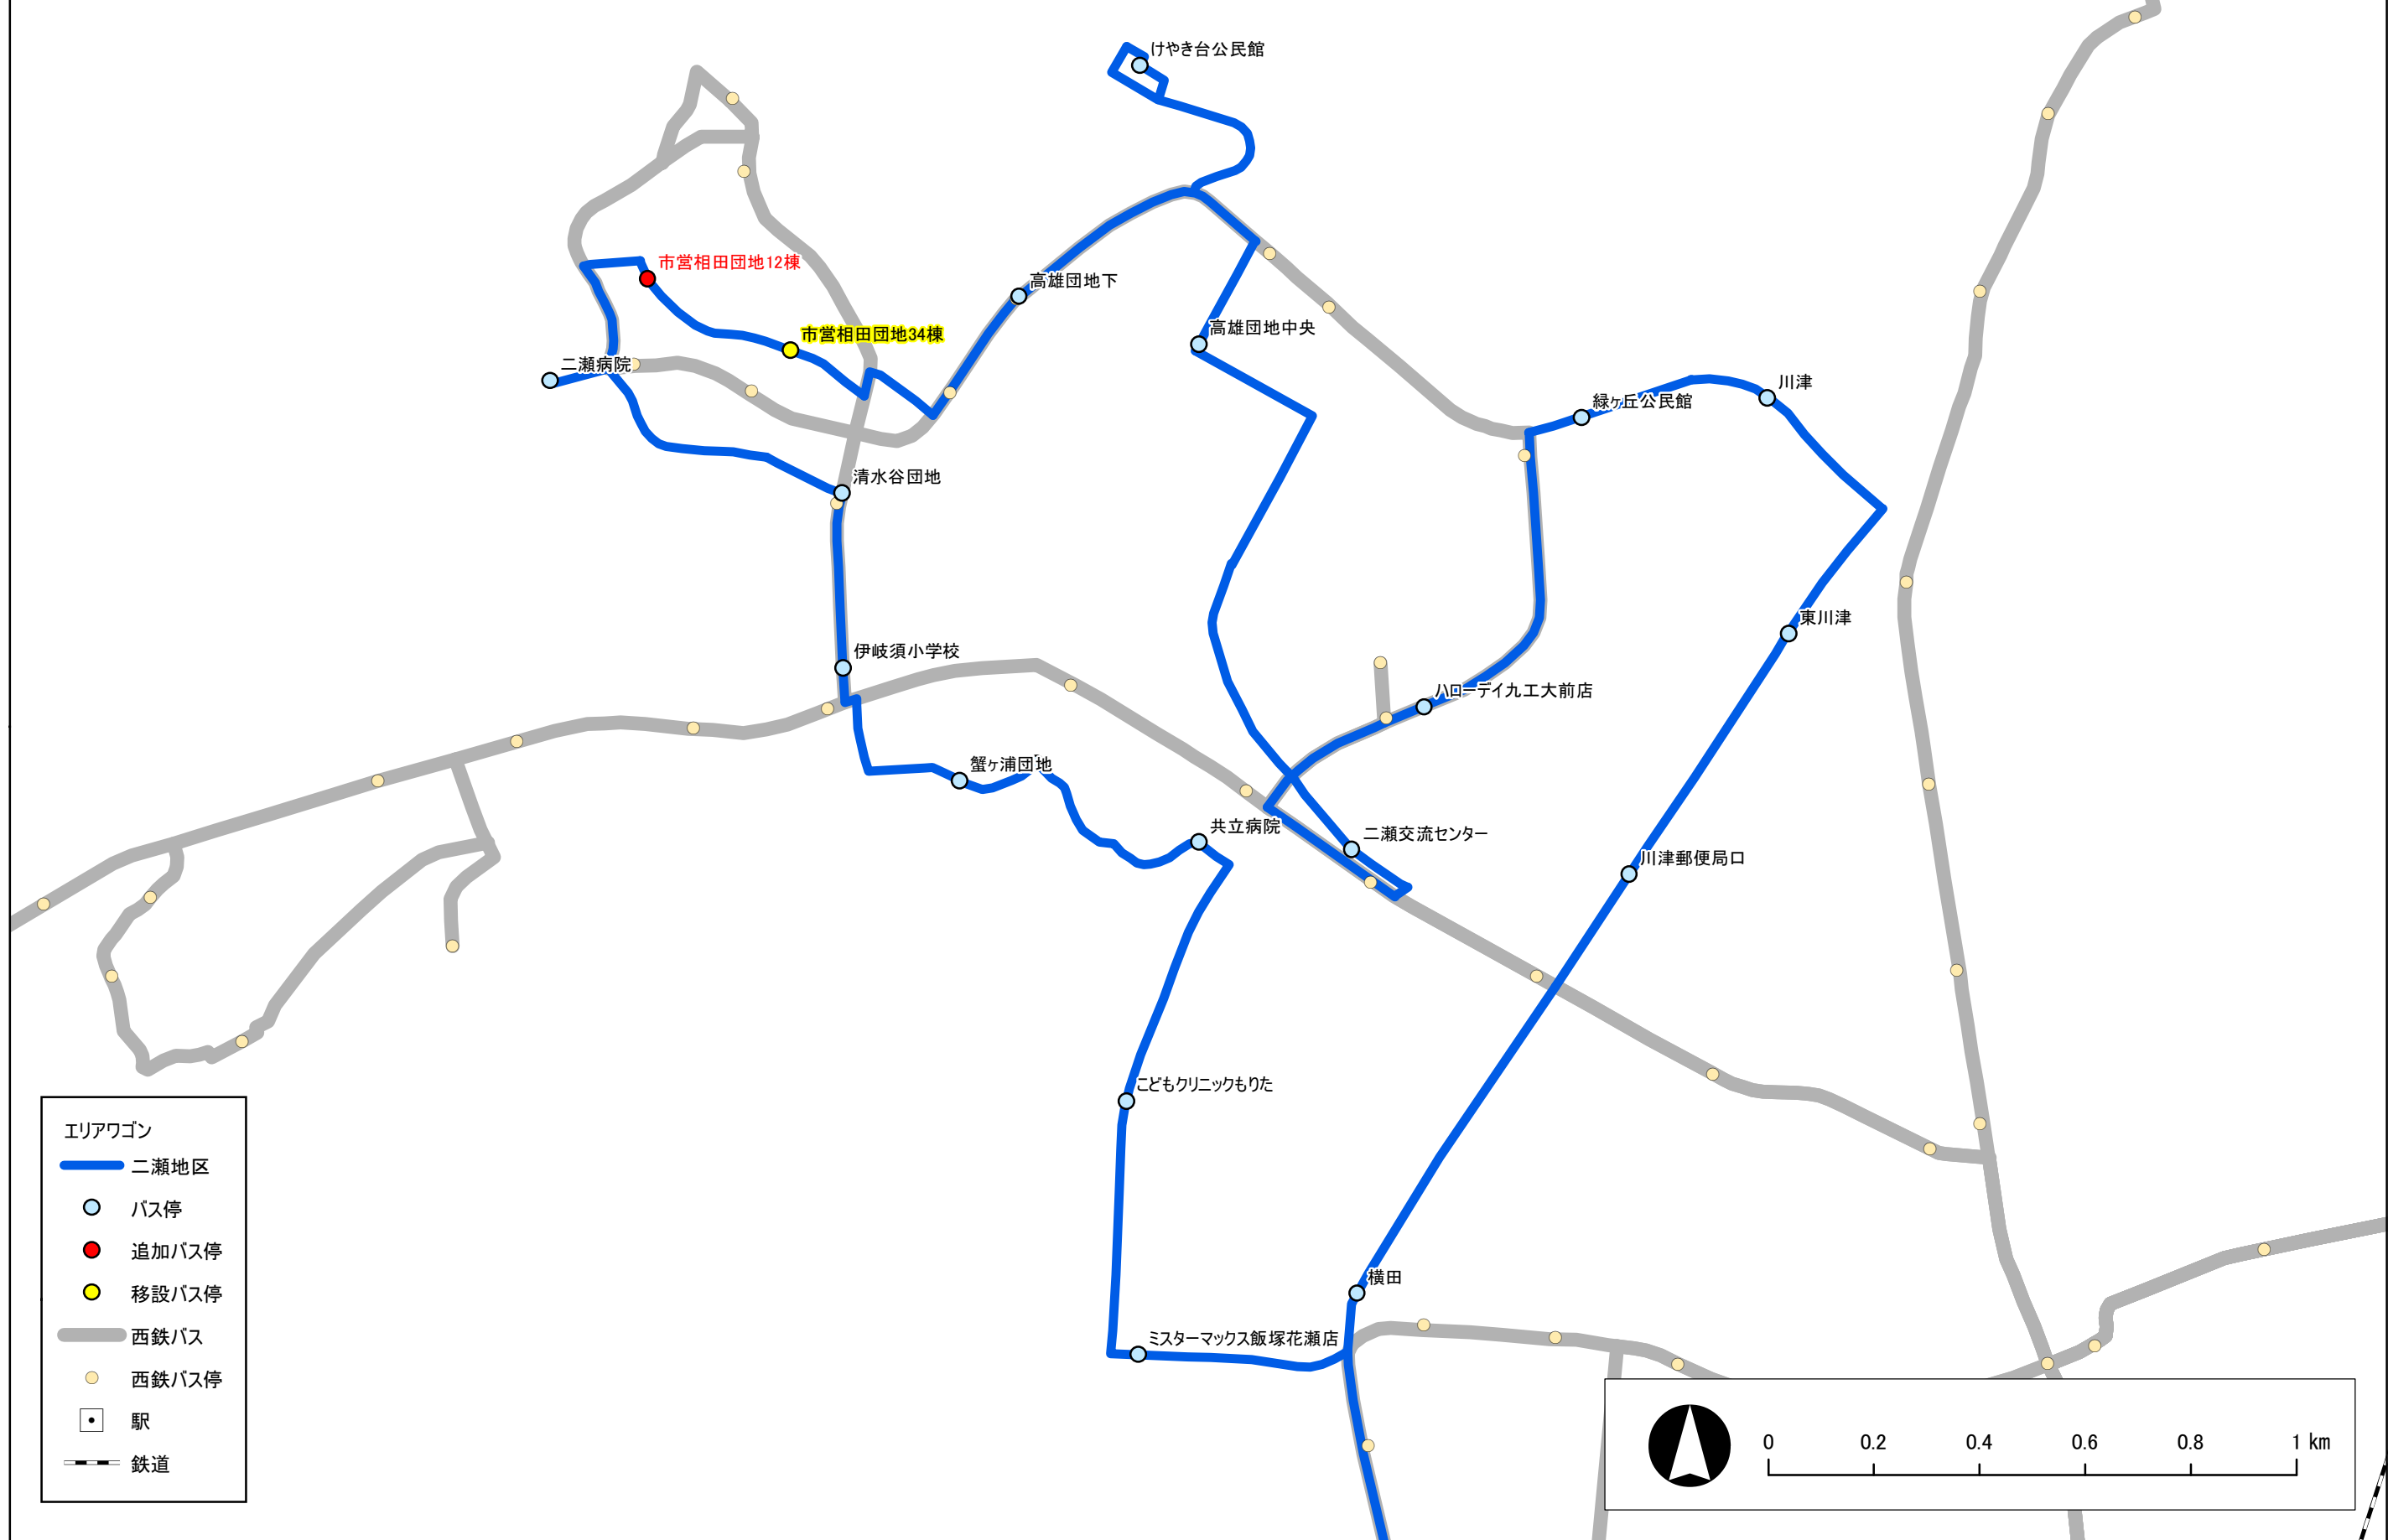 けやき台公民館
市営相田団地12棟
高雄団地下
市営相田団地34棟
高雄団地中央
二瀬病院
川津
緑ヶ丘公民館
清水谷団地
東川津
伊岐須小学校
ハローデイ九工大前店
蟹ヶ浦団地
共立病院
二瀬交流センター
川津郵便局口
こどもクリニックもりた
横田
ミスターマックス飯塚花瀬店
エリアワゴン
二瀬地区
バス停
追加バス停
移設バス停
西鉄バス
西鉄バス停
駅
鉄道
0 0.2 0.4 0.6 0.8 1 km